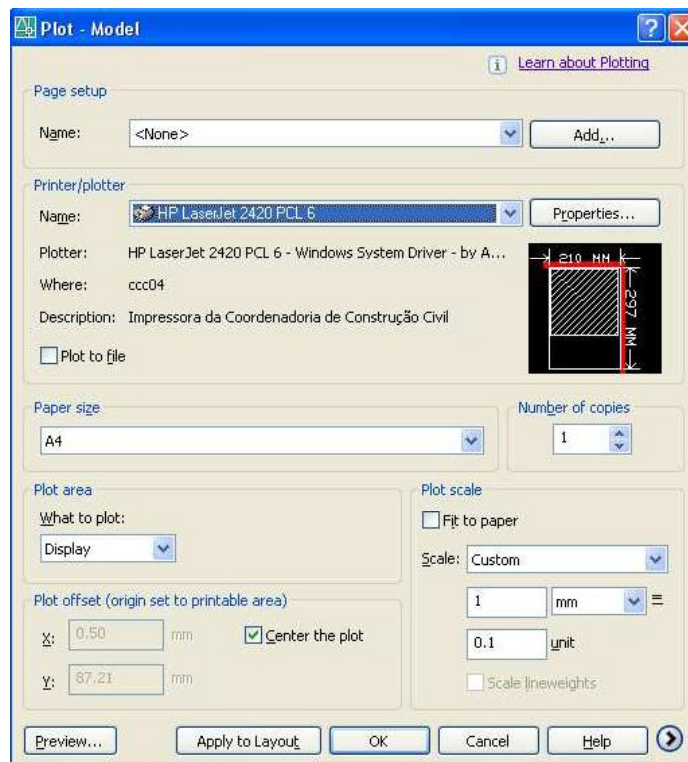 Plot - Model
Learn about Plotting
Page setup
Name: <None> Add...
Printer/plotter
Name: HP LaserJet 2420 PCL 6 Properties...
Plotter: HP LaserJet 2420 PCL 6 - Windows System Driver - by A...
Where: ccc04
Description: Impressora da Coordenadoria de Construção Civil
Plot to file
210 MM
297 MM
Paper size
A4
Number of copies
1
Plot area
What to plot:
Display
Plot offset (origin set to printable area)
X: 0.50 mm Center the plot
Y: 87.21 mm
Plot scale
Fit to paper
Scale: Custom
1 mm =
0.1 unit
Scale lineweights
Preview... Apply to Layout OK Cancel Help